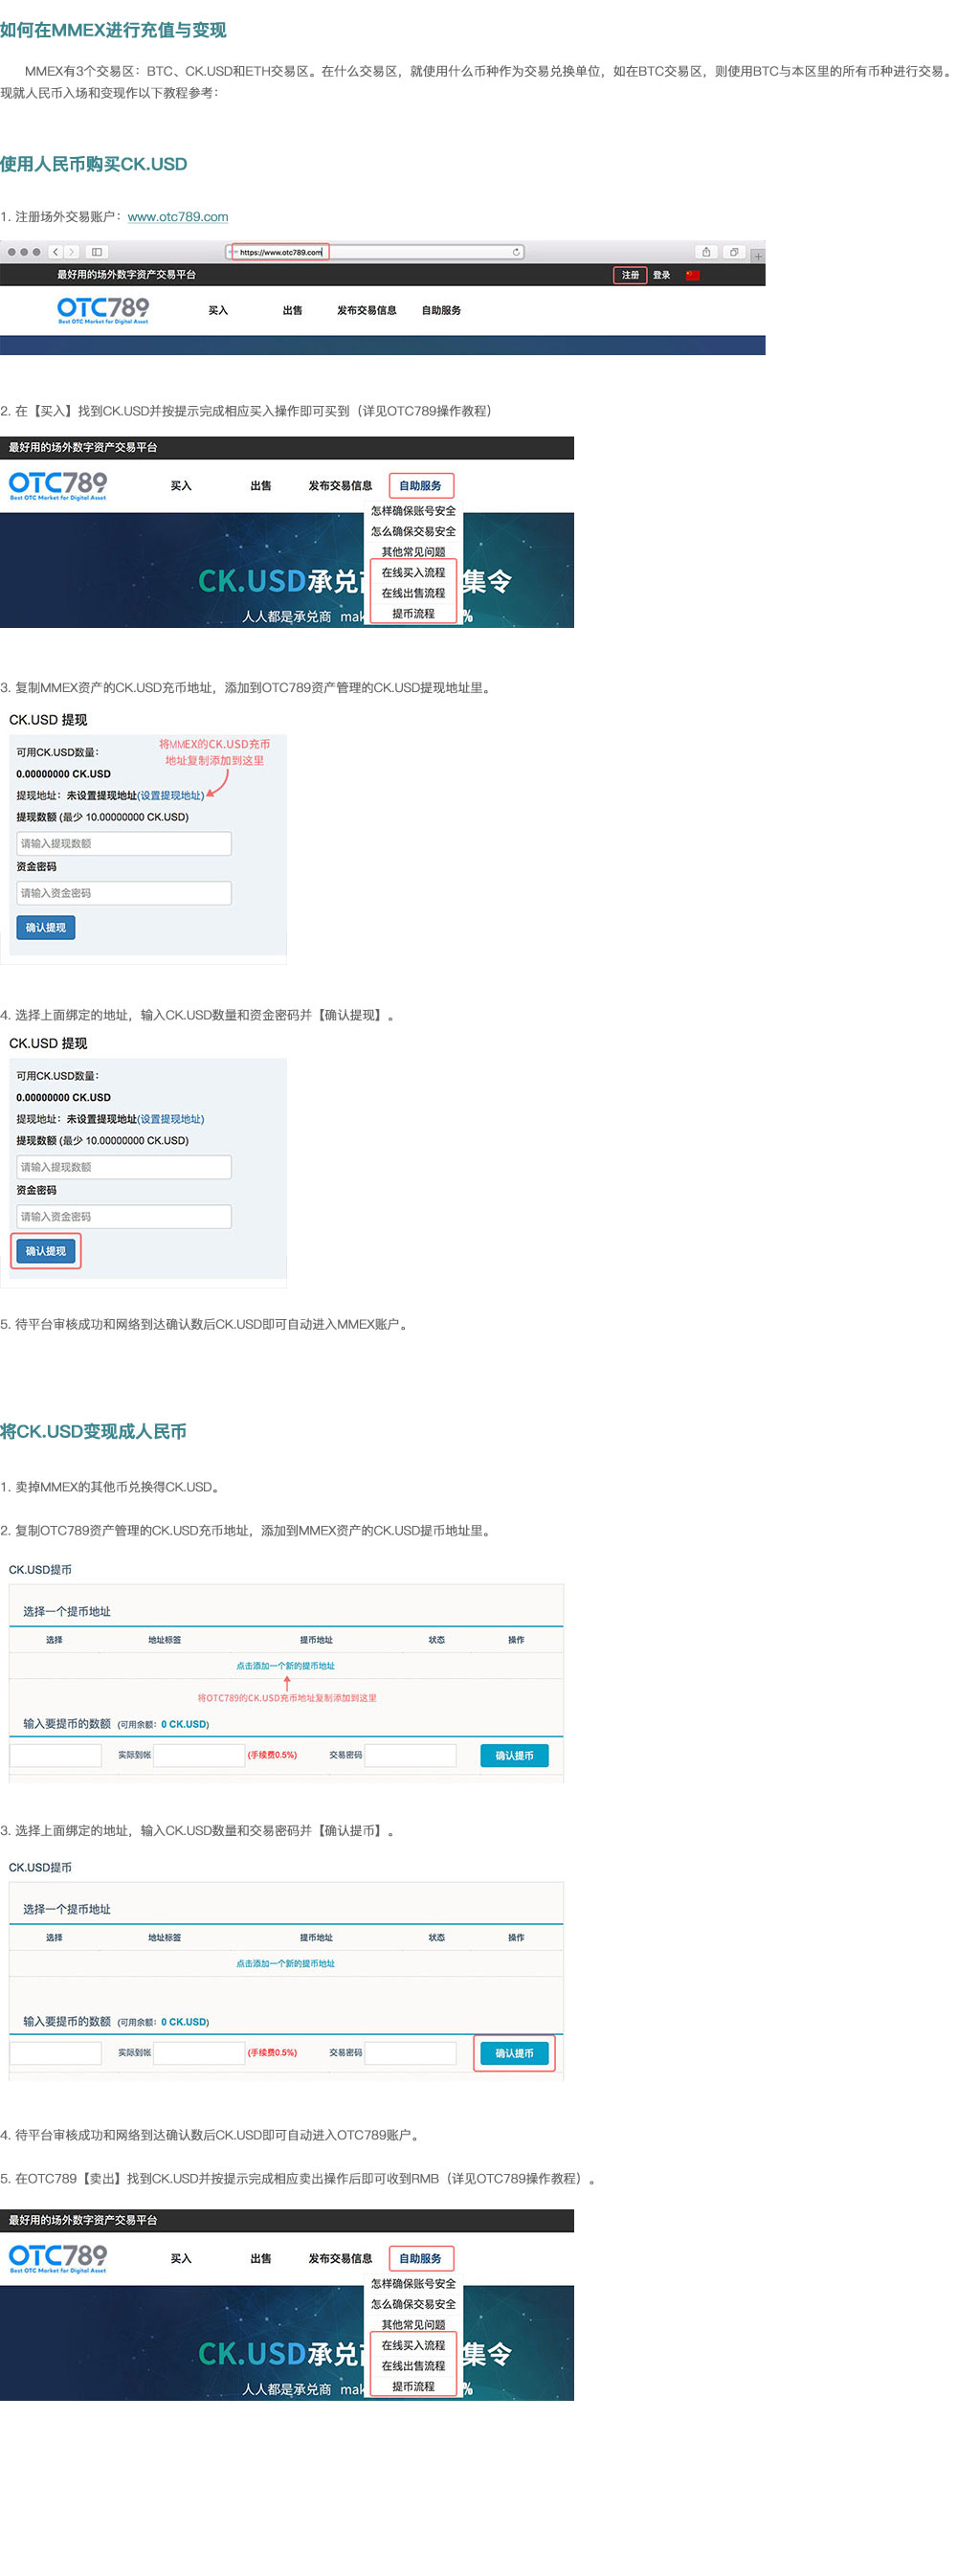 如何在MMEX进行充值与变现
MMEX有3个交易区：BTC、CK.USD和ETH交易区。在什么交易区，就使用什么币种作为交易兑换单位，如在BTC交易区，则使用BTC与本区里的所有币种进行交易。
现就人民币入场和变现作以下教程参考：
使用人民币购买CK.USD
1. 注册场外交易账户：www.otc789.com
https://www.otc789.com
最好用的场外数字资产交易平台 注册 登录
OTC789 买入 出售 发布交易信息 自助服务
Best OTC Market for Digital Asset
2. 在【买入】找到CK.USD并按提示完成相应买入操作即可买到（详见OTC789操作教程）
最好用的场外数字资产交易平台
OTC789 买入 出售 发布交易信息 自助服务
Best OTC Market for Digital Asset
怎样确保账号安全
怎么确保交易安全
其他常见问题
在线买入流程
CK.USD承兑 集令
在线出售流程
人人都是承兑商 mak %
提币流程
3. 复制MMEX资产的CK.USD充币地址，添加到OTC789资产管理的CK.USD提现地址里。
CK.USD 提现
将MMEX的CK.USD充币
地址复制添加到这里
可用CK.USD数量：
0.00000000 CK.USD
提现地址：未设置提现地址(设置提现地址)
提现数额 (最少 10.00000000 CK.USD)
请输入提现数额
资金密码
请输入资金密码
确认提现
4. 选择上面绑定的地址，输入CK.USD数量和资金密码并【确认提现】。
CK.USD 提现
可用CK.USD数量：
0.00000000 CK.USD
提现地址：未设置提现地址(设置提现地址)
提现数额 (最少 10.00000000 CK.USD)
请输入提现数额
资金密码
请输入资金密码
确认提现
5. 待平台审核成功和网络到达确认数后CK.USD即可自动进入MMEX账户。
将CK.USD变现成人民币
1. 卖掉MMEX的其他币兑换得CK.USD。
2. 复制OTC789资产管理的CK.USD充币地址，添加到MMEX资产的CK.USD提币地址里。
CK.USD提币
选择一个提币地址
选择 地址标签 提币地址 状态 操作
点击添加一个新的提币地址
将OTC789的CK.USD充币地址复制添加到这里
输入要提币的数额 (可用余额：0 CK.USD)
实际到帐 (手续费0.5%) 交易密码 确认提币
3. 选择上面绑定的地址，输入CK.USD数量和交易密码并【确认提币】。
CK.USD提币
选择一个提币地址
选择 地址标签 提币地址 状态 操作
点击添加一个新的提币地址
输入要提币的数额 (可用余额：0 CK.USD)
实际到帐 (手续费0.5%) 交易密码 确认提币
4. 待平台审核成功和网络到达确认数后CK.USD即可自动进入OTC789账户。
5. 在OTC789【卖出】找到CK.USD并按提示完成相应卖出操作后即可收到RMB（详见OTC789操作教程）。
最好用的场外数字资产交易平台
OTC789 买入 出售 发布交易信息 自助服务
Best OTC Market for Digital Asset
怎样确保账号安全
怎么确保交易安全
其他常见问题
在线买入流程
CK.USD承兑 集令
在线出售流程
人人都是承兑商 mak %
提币流程